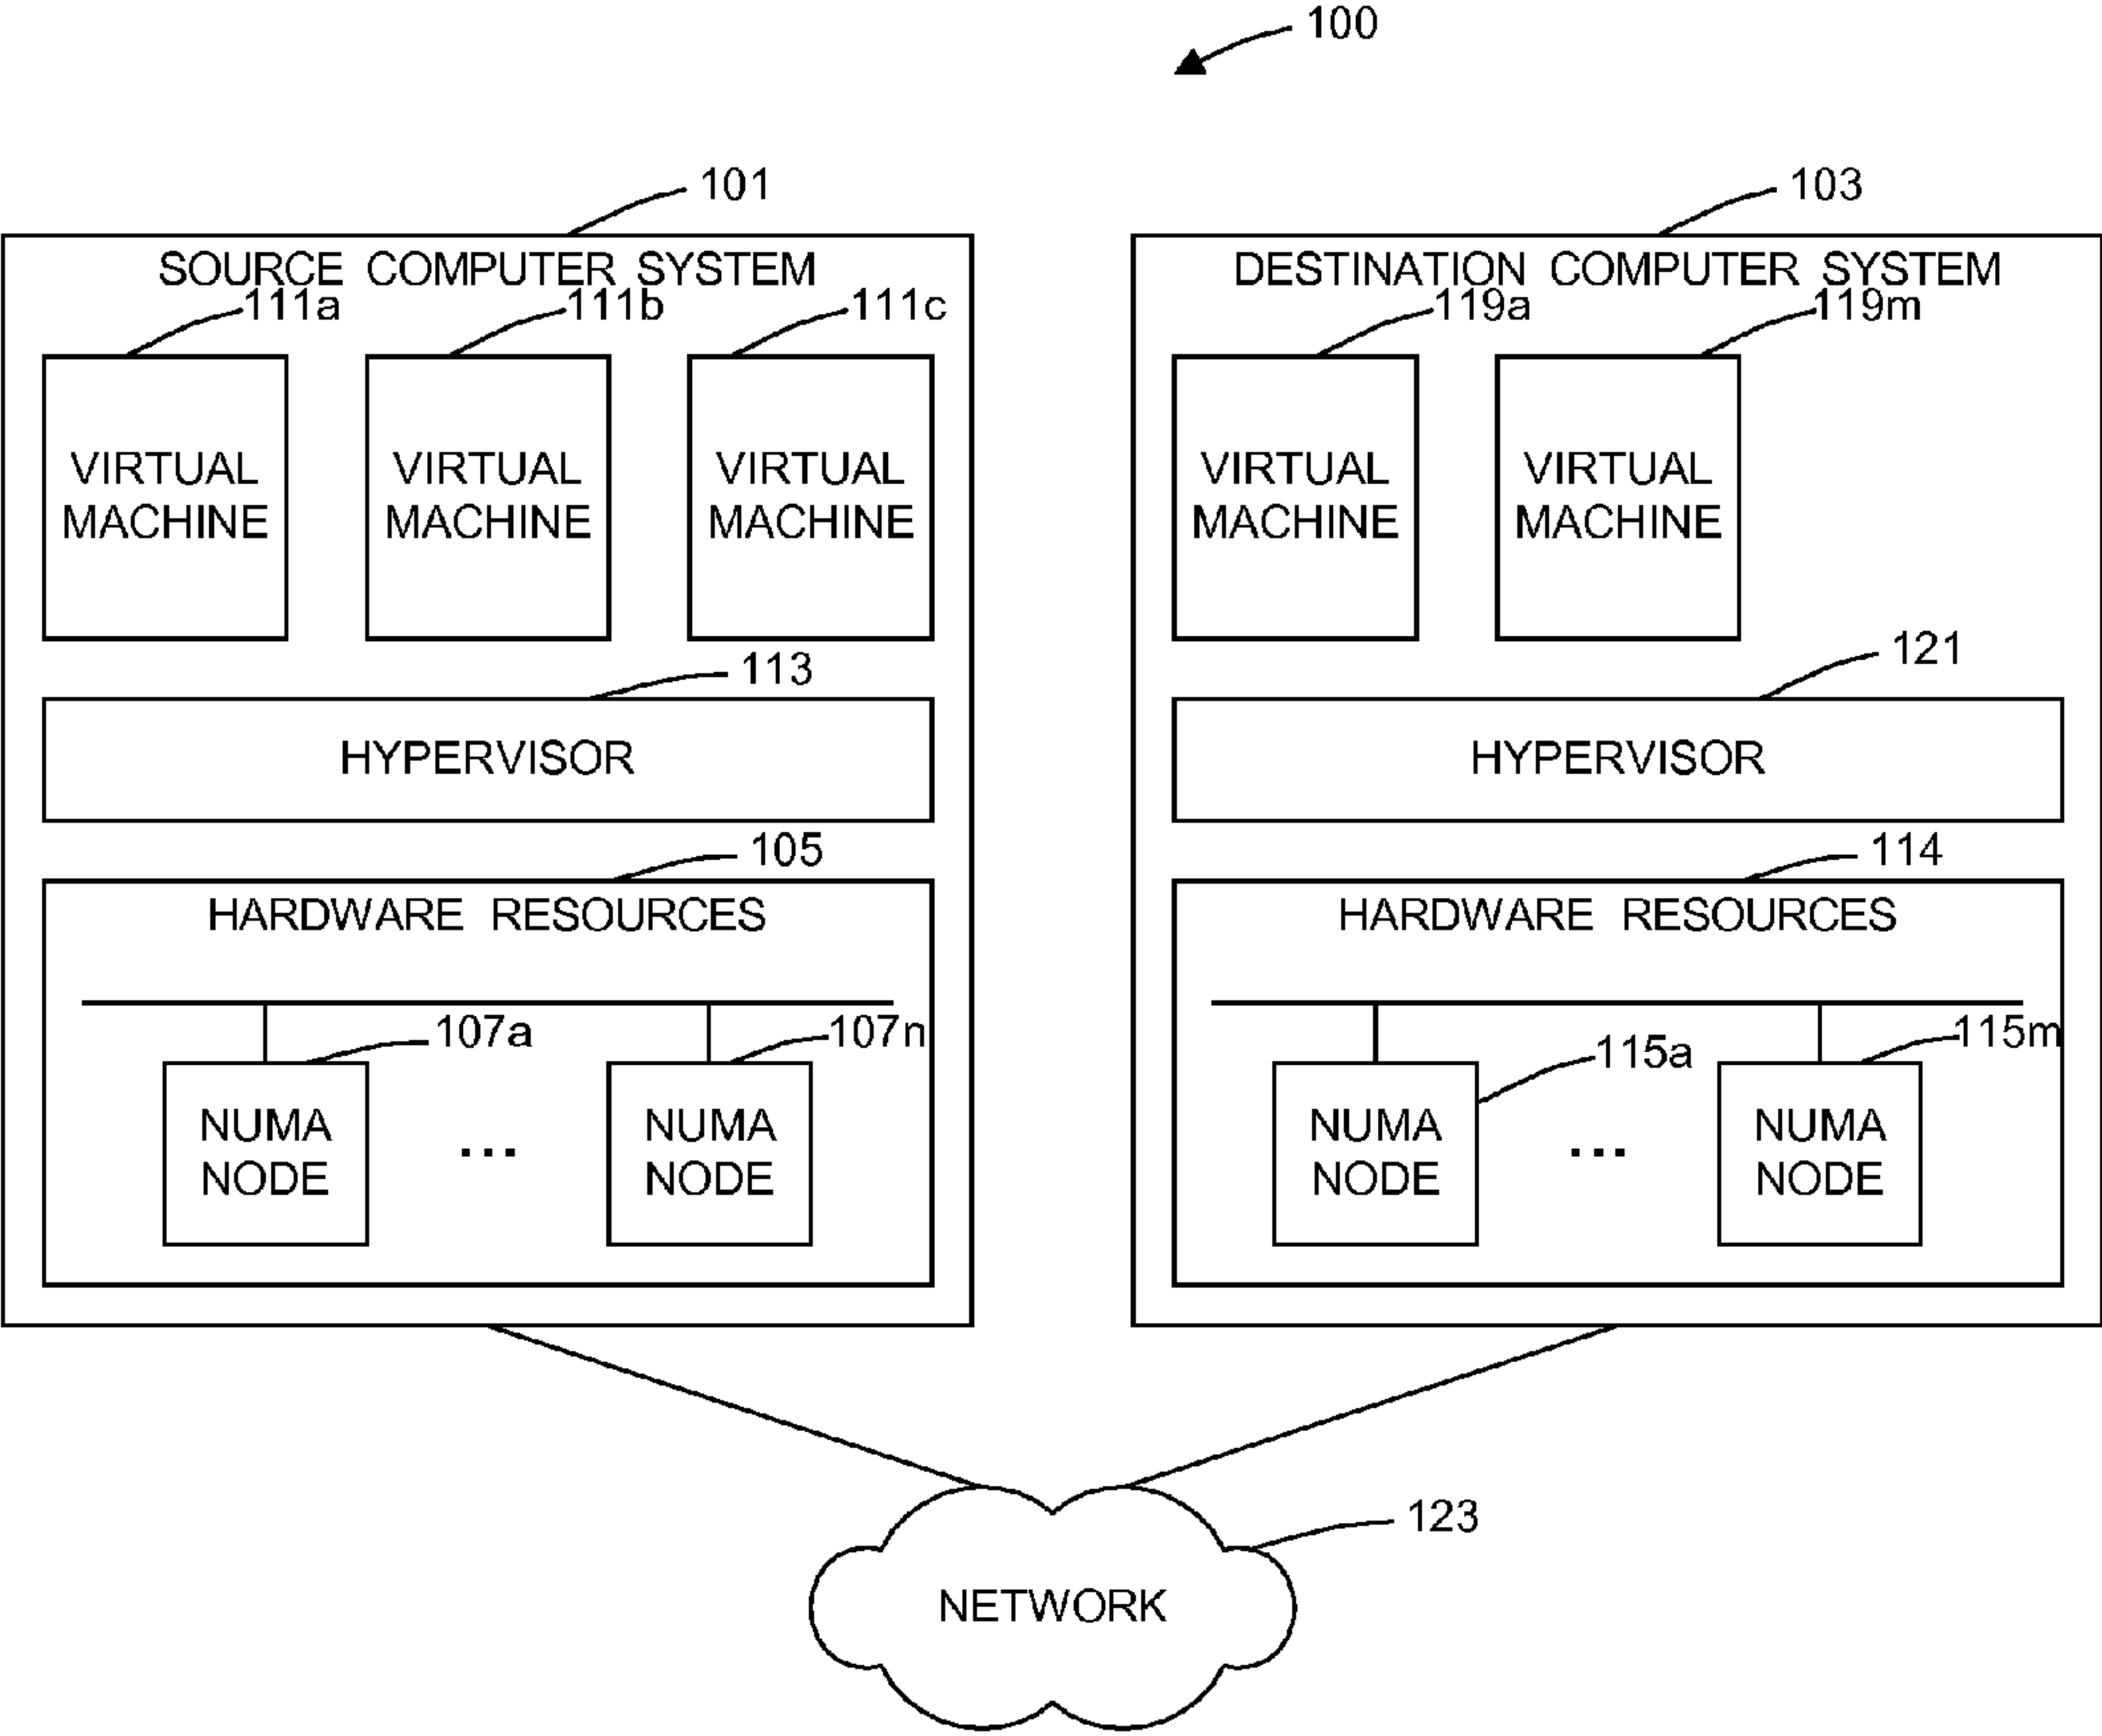 100
101
SOURCE COMPUTER SYSTEM
111a
111b
111c
VIRTUAL
MACHINE
VIRTUAL
MACHINE
VIRTUAL
MACHINE
113
HYPERVISOR
105
HARDWARE RESOURCES
107a
107n
NUMA
NODE
...
NUMA
NODE
103
DESTINATION COMPUTER SYSTEM
119a
119m
VIRTUAL
MACHINE
VIRTUAL
MACHINE
121
HYPERVISOR
114
HARDWARE RESOURCES
115a
115m
NUMA
NODE
...
NUMA
NODE
123
NETWORK